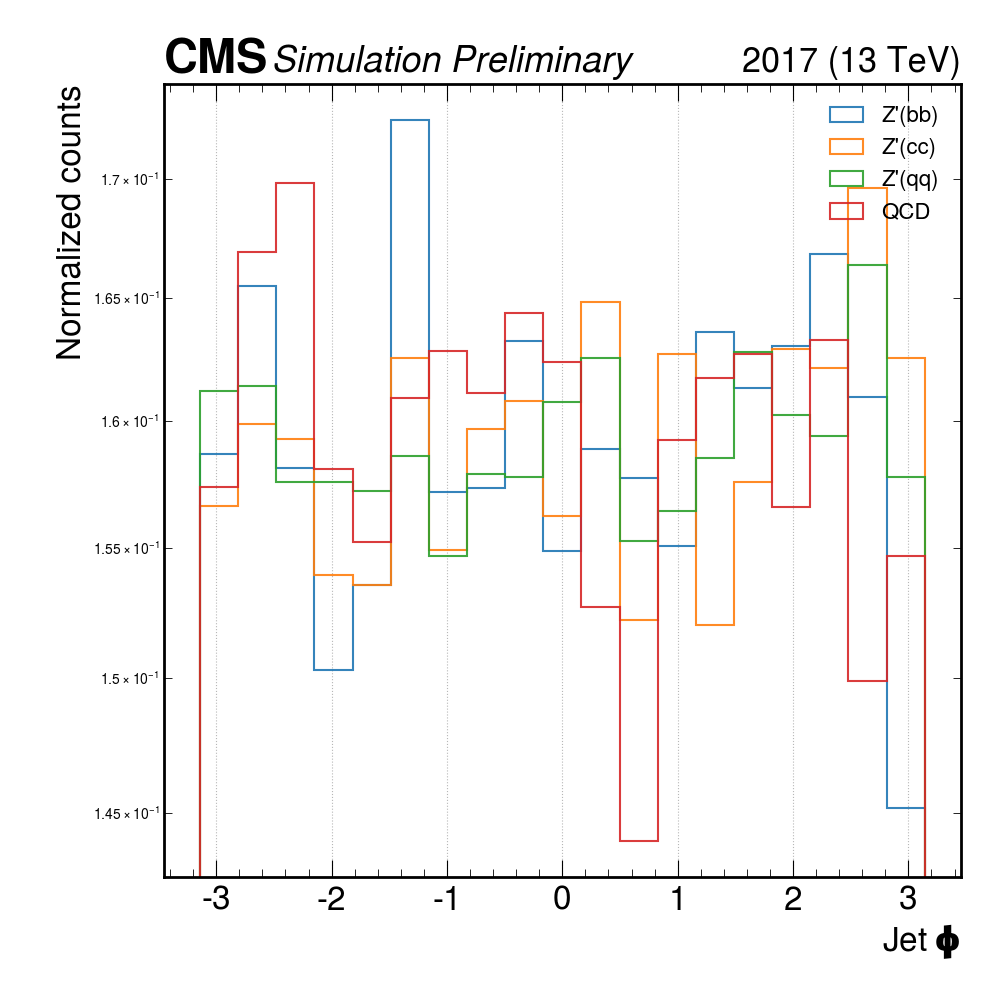 CMS Simulation Preliminary 2017 (13 TeV)
Normalized counts
Z'(bb)
Z'(cc)
Z'(qq)
QCD
1.7 × 10⁻¹
1.65 × 10⁻¹
1.6 × 10⁻¹
1.55 × 10⁻¹
1.5 × 10⁻¹
1.45 × 10⁻¹
-3 -2 -1 0 1 2 3
Jet ϕ